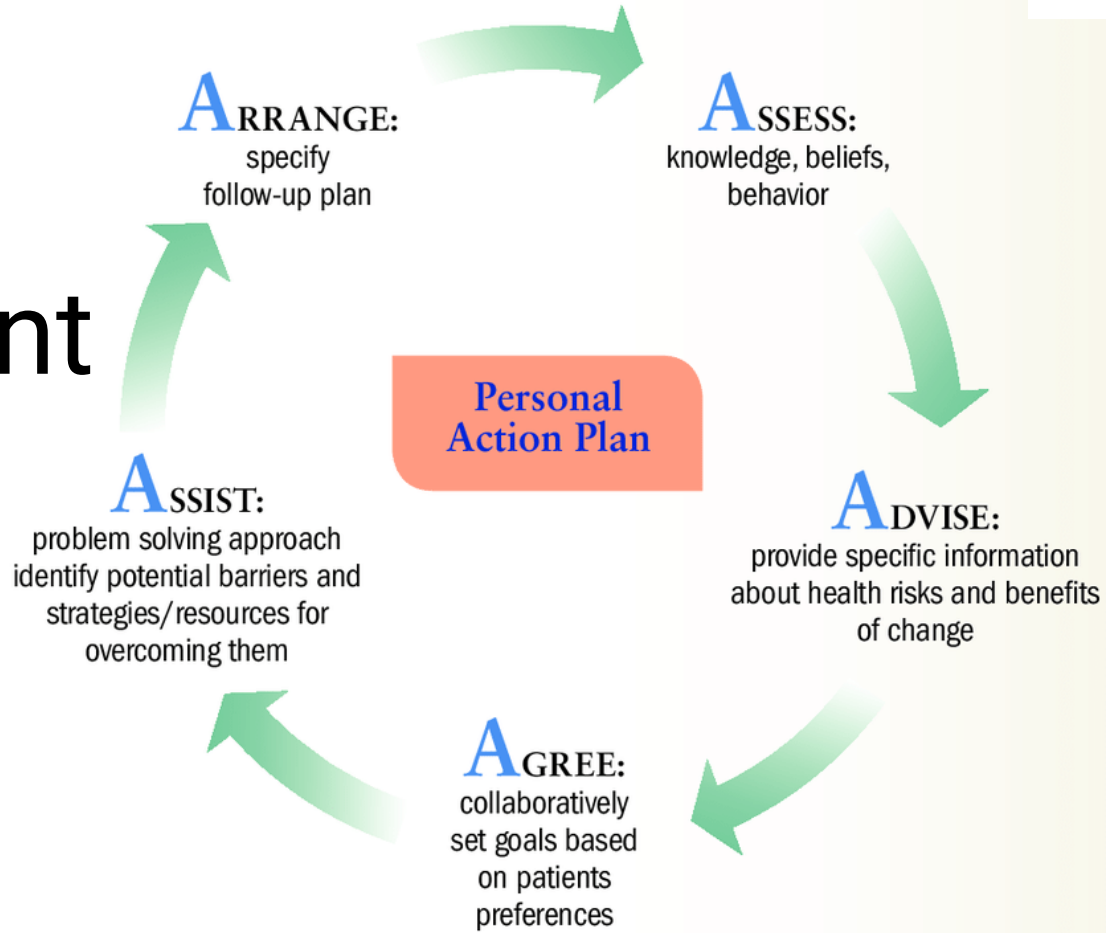 ARRANGE:
specify
follow-up plan
ASSESS:
knowledge, beliefs,
behavior
nt
Personal
Action Plan
ADVISE:
provide specific information
about health risks and benefits
of change
AGREE:
collaboratively
set goals based
on patients
preferences
ASSIST:
problem solving approach
identify potential barriers and
strategies/resources for
overcoming them